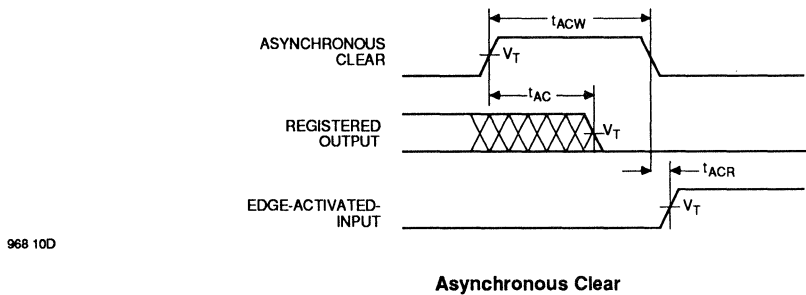 tACW
ASYNCHRONOUS
CLEAR
VT
tAC
REGISTERED
OUTPUT
VT
tACR
EDGE-ACTIVATED-
INPUT
VT
968 10D
Asynchronous Clear